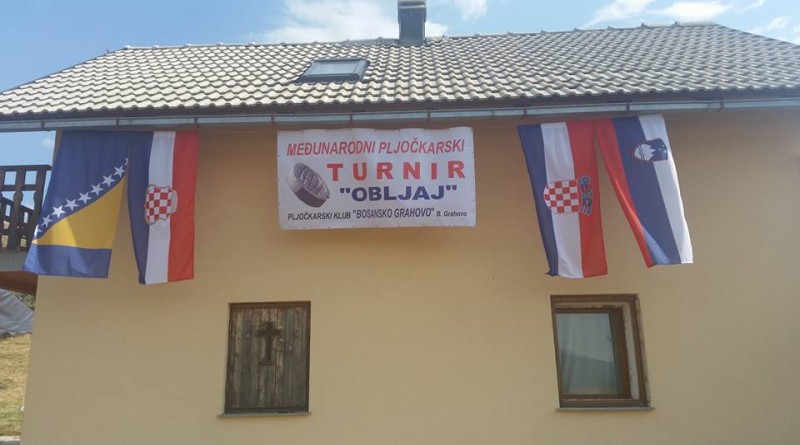 MEĐUNARODNI PLJOČKARSKI
TURNIR
"OBLJAJ"
PLJOČKARSKI KLUB "BOSANSKO GRAHOVO" B. Grahovo